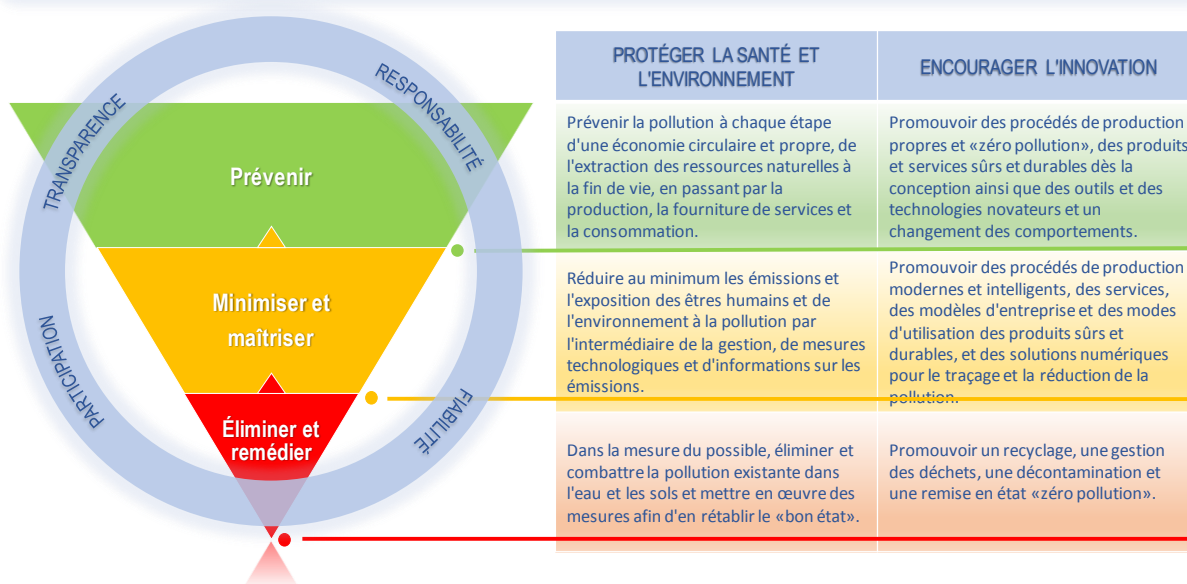 TRANSPARENCE
RESPONSABILITÉ
PARTICIPATION
FIABILITÉ
Prévenir
Minimiser et
maîtriser
Éliminer et
remédier
PROTÉGER LA SANTÉ ET
L'ENVIRONNEMENT
ENCOURAGER L'INNOVATION
Prévenir la pollution à chaque étape
d'une économie circulaire et propre, de
l'extraction des ressources naturelles à
la fin de vie, en passant par la
production, la fourniture de services et
la consommation.
Promouvoir des procédés de production
propres et «zéro pollution», des produits
et services sûrs et durables dès la
conception ainsi que des outils et des
technologies novateurs et un
changement des comportements.
Réduire au minimum les émissions et
l'exposition des êtres humains et de
l'environnement à la pollution par
l'intermédiaire de la gestion, de mesures
technologiques et d'informations sur les
émissions.
Promouvoir des procédés de production
modernes et intelligents, des services,
des modèles d'entreprise et des modes
d'utilisation des produits sûrs et
durables, et des solutions numériques
pour le traçage et la réduction de la
pollution.
Dans la mesure du possible, éliminer et
combattre la pollution existante dans
l'eau et les sols et mettre en œuvre des
mesures afin d'en rétablir le «bon état».
Promouvoir un recyclage, une gestion
des déchets, une décontamination et
une remise en état «zéro pollution».